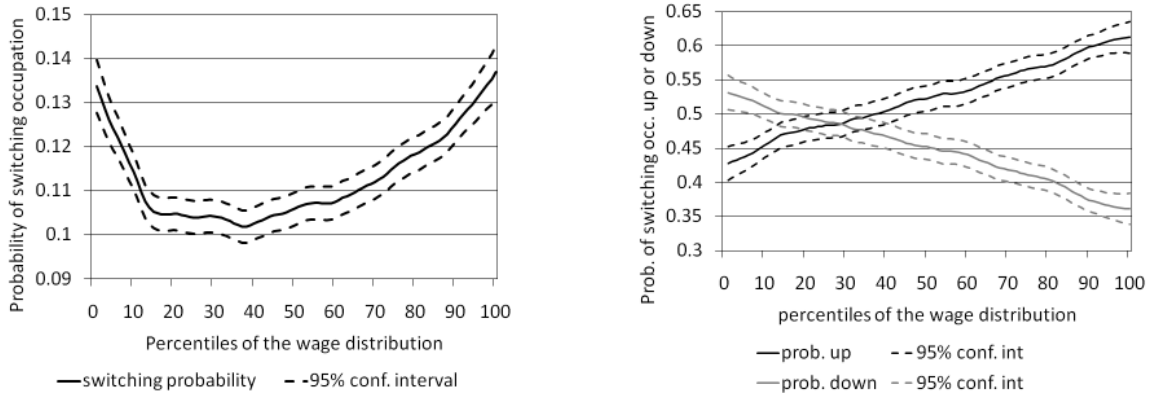 0.15
0.14
0.13
0.12
0.11
0.1
0.09
Probability of switching occupation
0 10 20 30 40 50 60 70 80 90 100
Percentiles of the wage distribution
switching probability
95% conf. interval
0.65
0.6
0.55
0.5
0.45
0.4
0.35
0.3
Prob. of switching occ. up or down
0 10 20 30 40 50 60 70 80 90 100
percentiles of the wage distribution
prob. up
95% conf. int
prob. down
95% conf. int